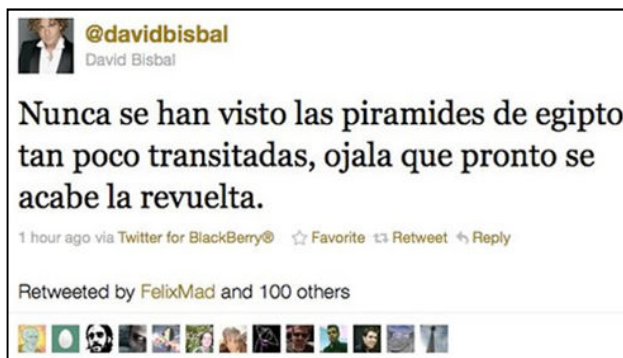 @davidbisbal
David Bisbal
Nunca se han visto las piramides de egipto
tan poco transitadas, ojala que pronto se
acabe la revuelta.
1 hour ago via Twitter for BlackBerry® Favorite Retweet Reply
Retweeted by FelixMad and 100 others